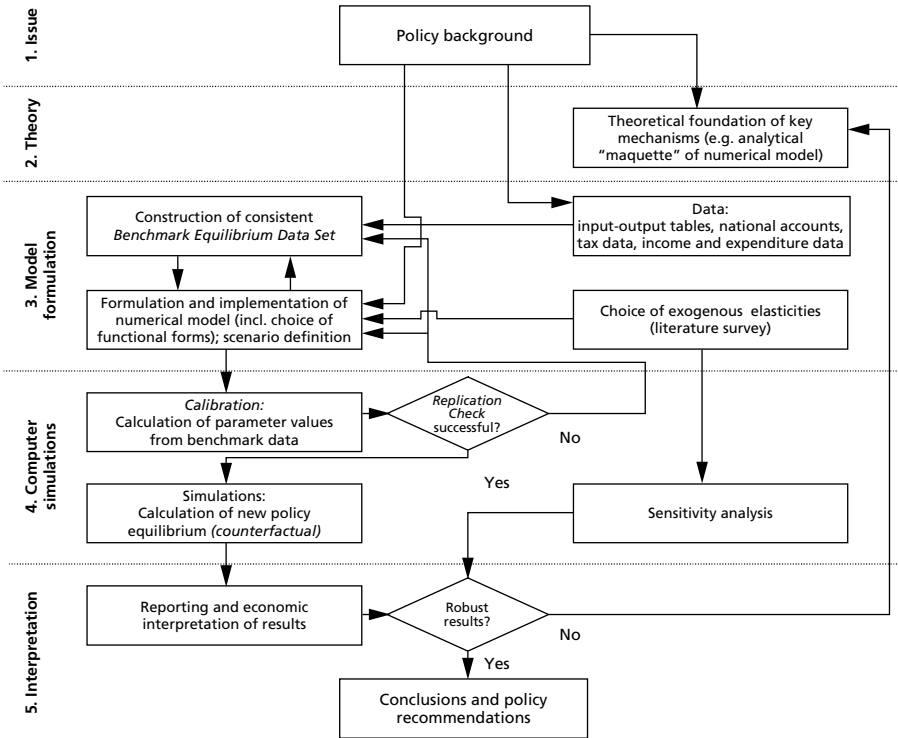 1. Issue
Policy background
2. Theory
Theoretical foundation of key
mechanisms (e.g. analytical
“maquette” of numerical model)
3. Model
formulation
Construction of consistent
Benchmark Equilibrium Data Set
Data:
input-output tables, national accounts,
tax data, income and expenditure data
Formulation and implementation of
numerical model (incl. choice of
functional forms); scenario definition
Choice of exogenous elasticities
(literature survey)
4. Computer
simulations
Calibration:
Calculation of parameter values
from benchmark data
Replication
Check
successful?
No
Yes
Simulations:
Calculation of new policy
equilibrium (counterfactual)
Sensitivity analysis
5. Interpretation
Reporting and economic
interpretation of results
Robust
results?
No
Yes
Conclusions and policy
recommendations